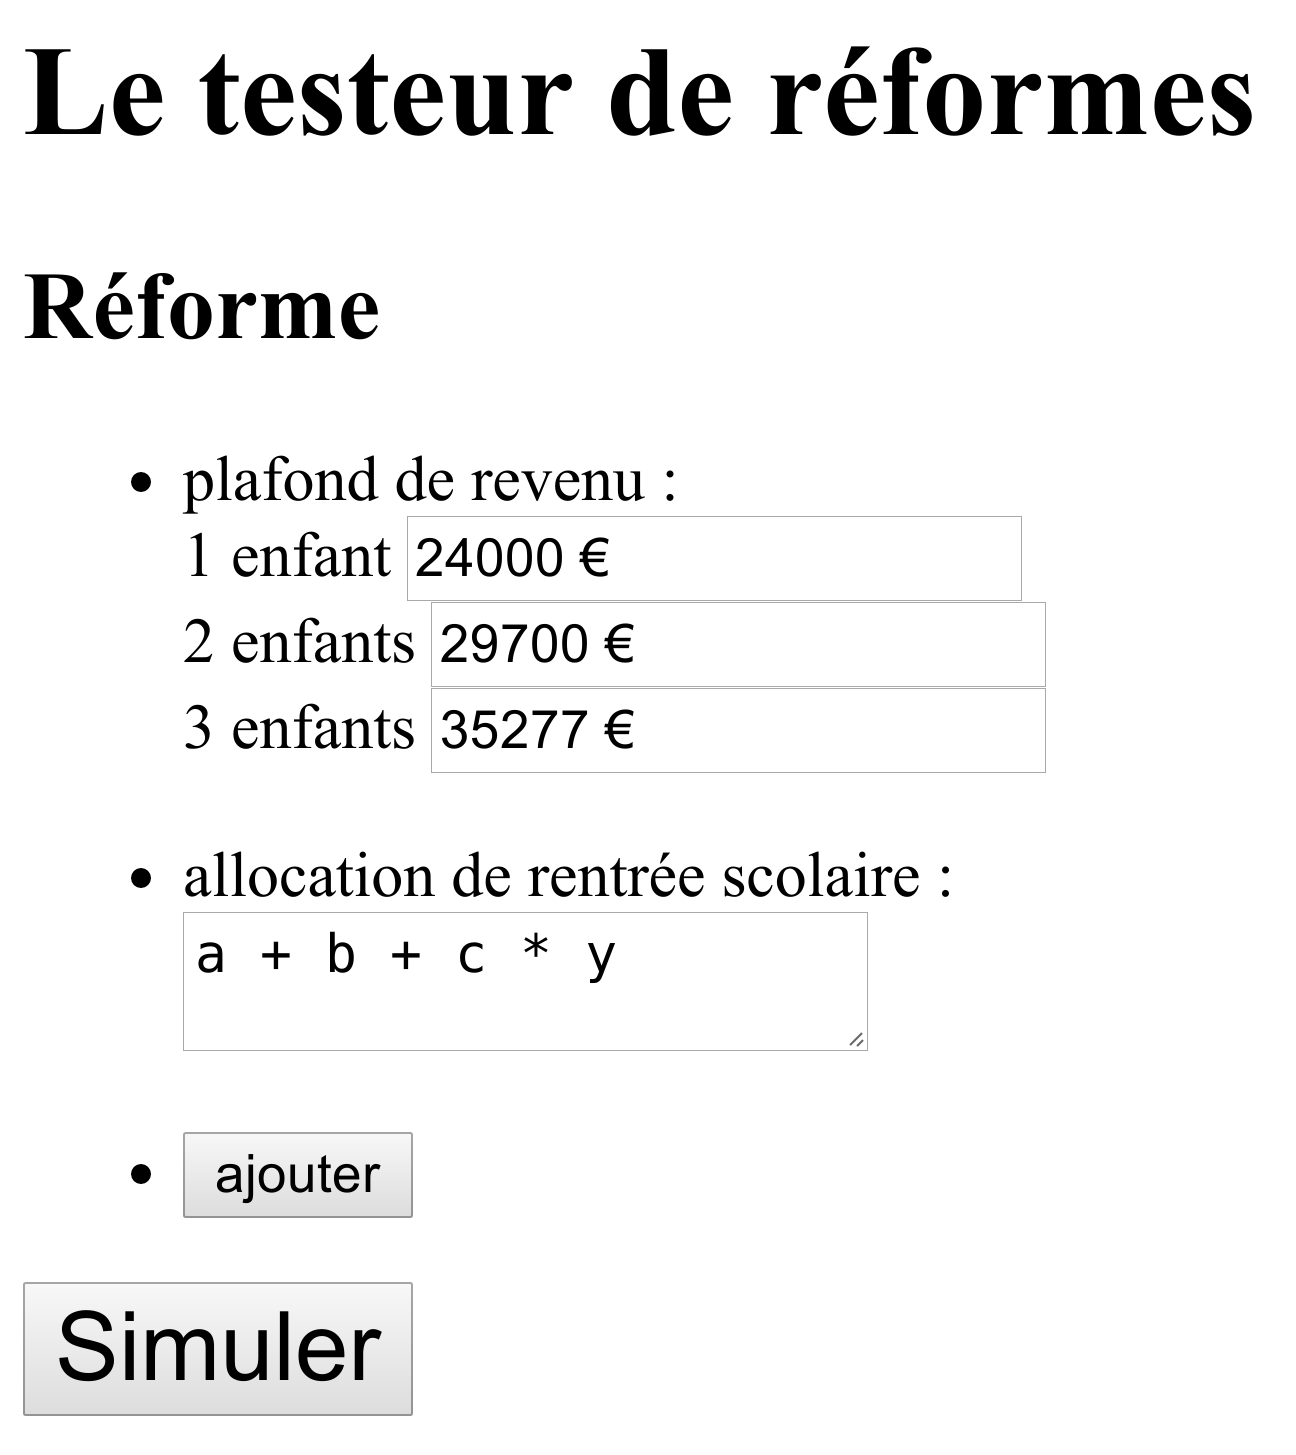 Le testeur de réformes
Réforme
plafond de revenu :
1 enfant 24000 €
2 enfants 29700 €
3 enfants 35277 €
allocation de rentrée scolaire :
a + b + c * y
ajouter
Simuler